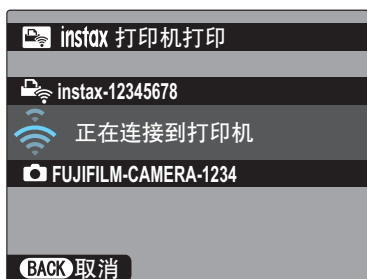 instax 打印机打印
instax-12345678
正在连接到打印机
FUJIFILM-CAMERA-1234
BACK 取消